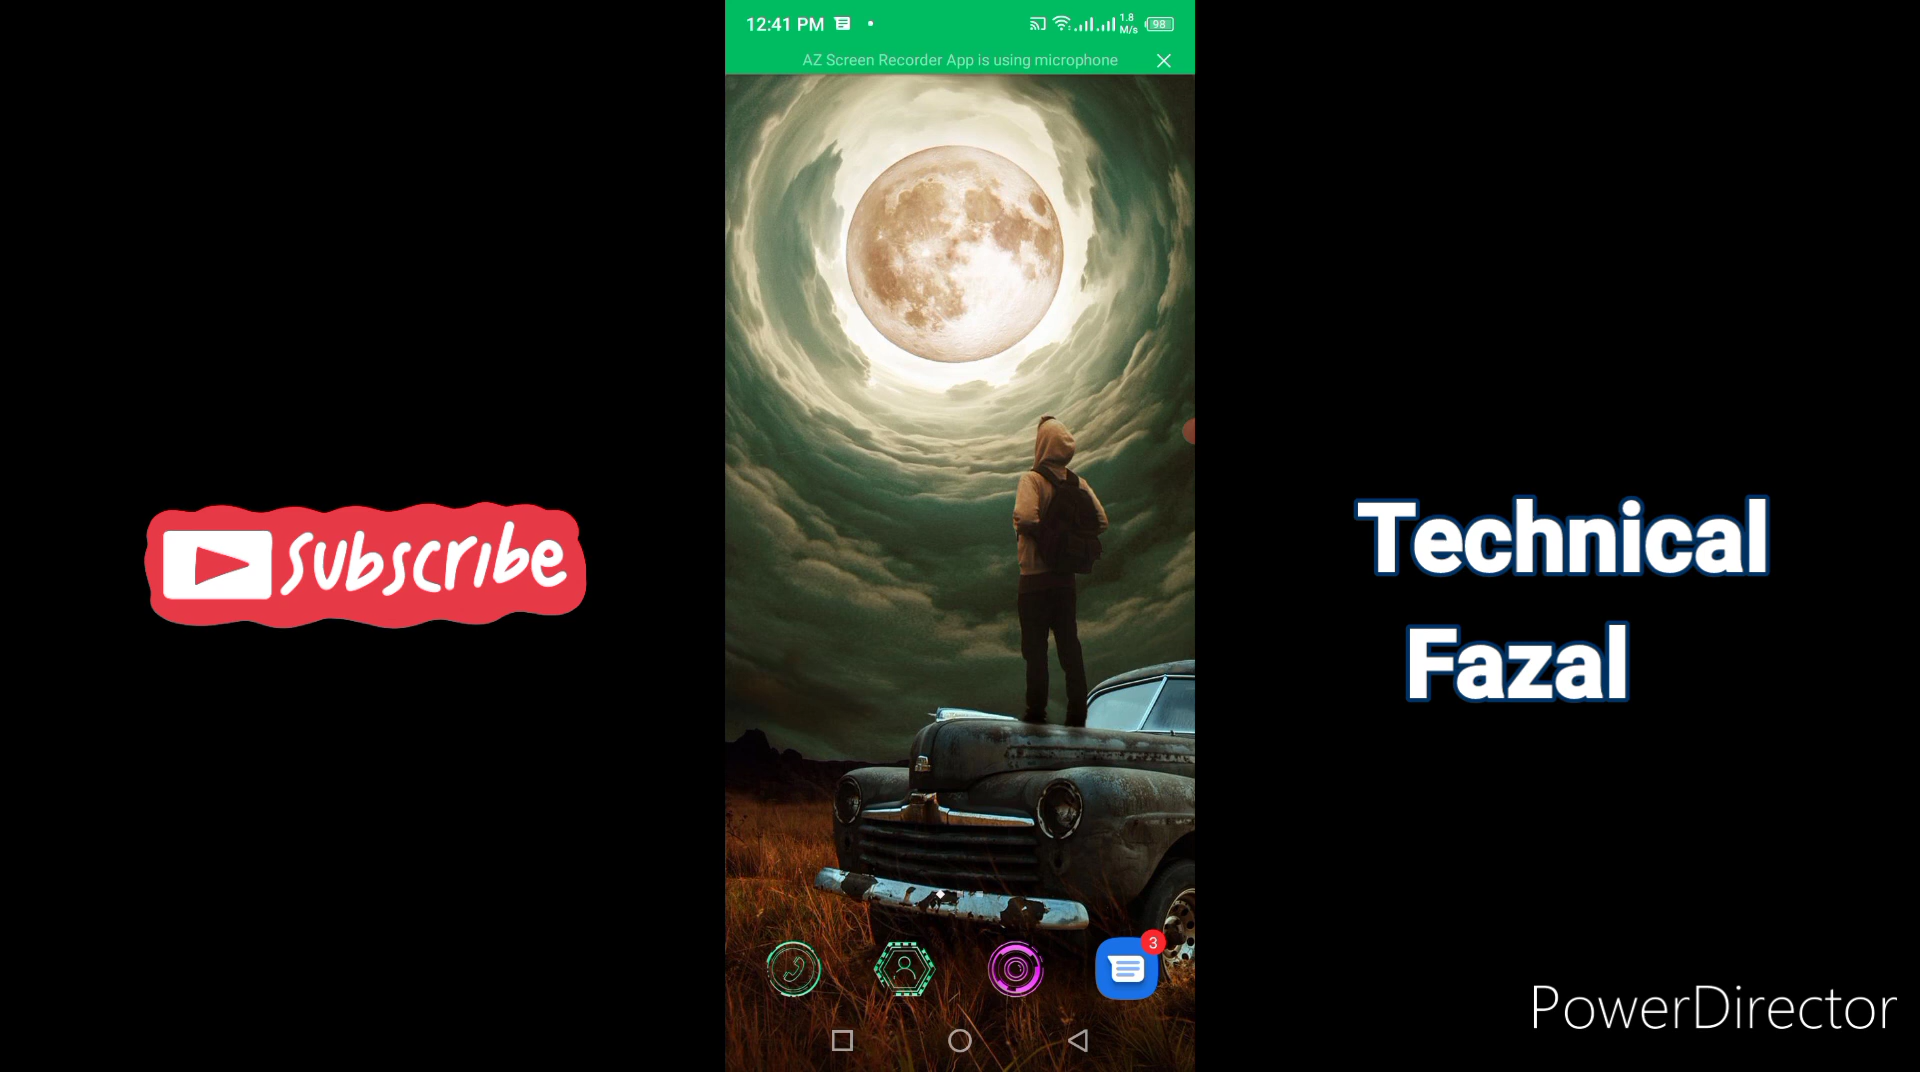 12:41 PM
1.8
M/s
98
AZ Screen Recorder App is using microphone
subscribe
Technical
Fazal
3
PowerDirector